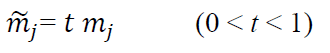 m̃ⱼ = t mⱼ (0 < t < 1)